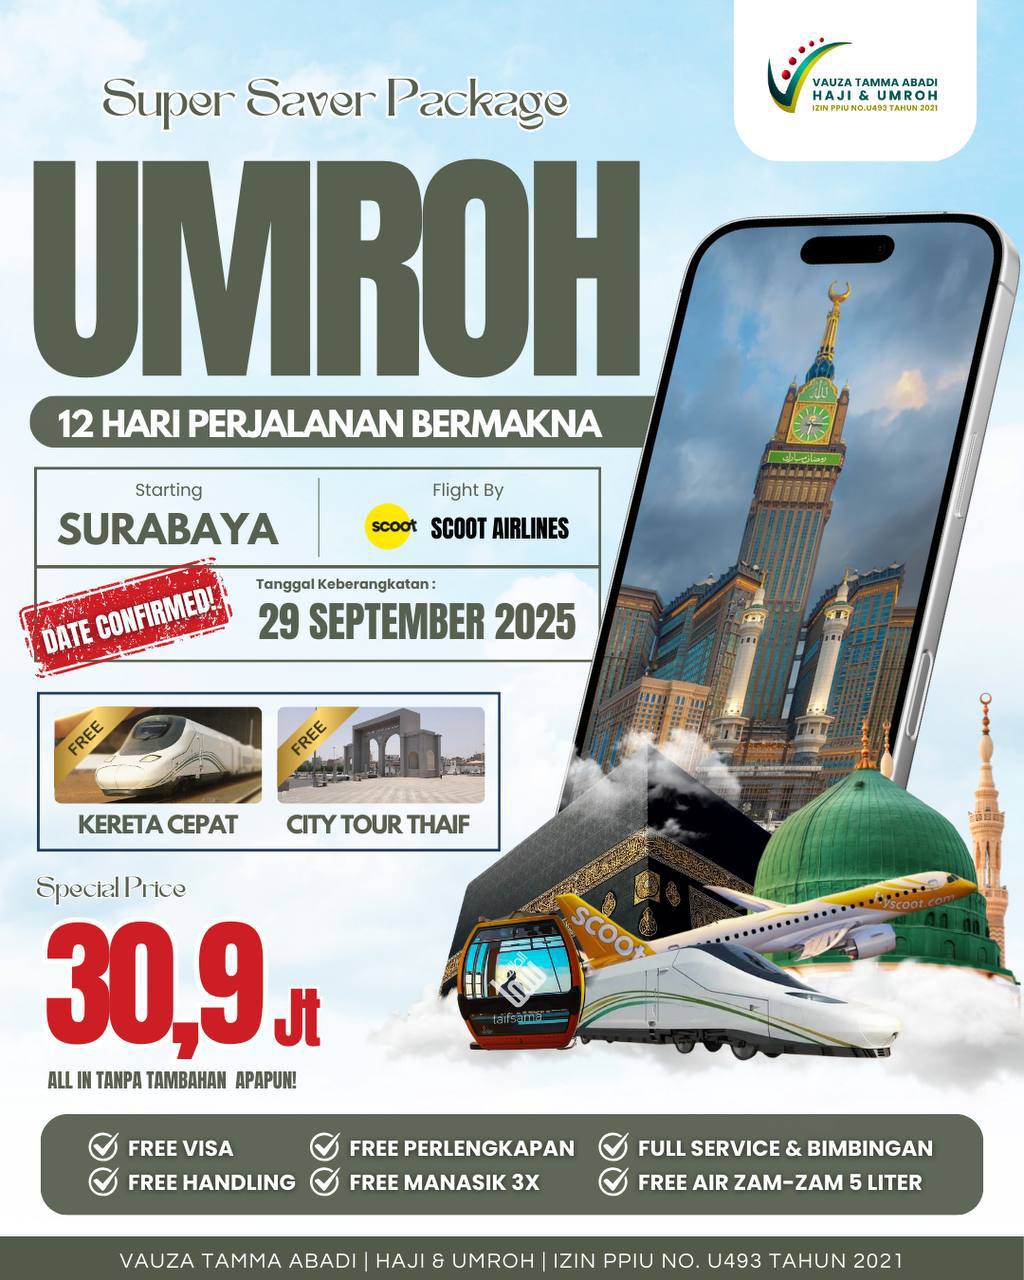 Super Saver Package
VAUZA TAMMA ABADI
HAJI & UMROH
IZIN PPIU NO.U493 TAHUN 2021
UMROH
12 HARI PERJALANAN BERMAKNA
Staring
SURABAYA
Flight By
scoot
SCOOT AIRLINES
DATE CONFIRMED!
Tanggal Keberangkatan :
29 SEPTEMBER 2025
FREE
KERETA CEPAT
FREE
CITY TOUR THAIF
Special Price
30,9 Jt
ALL IN TANPA TAMBAHAN APAPUN!
SCOOT
flyscoot.com
taifsama
FREE VISA
FREE PERLENGKAPAN
FULL SERVICE & BIMBINGAN
FREE HANDLING
FREE MANASIK 3X
FREE AIR ZAM-ZAM 5 LITER
VAUZA TAMMA ABADI | HAJI & UMROH | IZIN PPIU NO. U493 TAHUN 2021